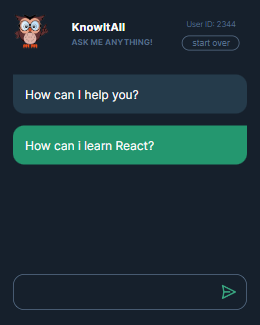 KnowItAll
ASK ME ANYTHING!
User ID: 2344
start over
How can I help you?
How can i learn React?